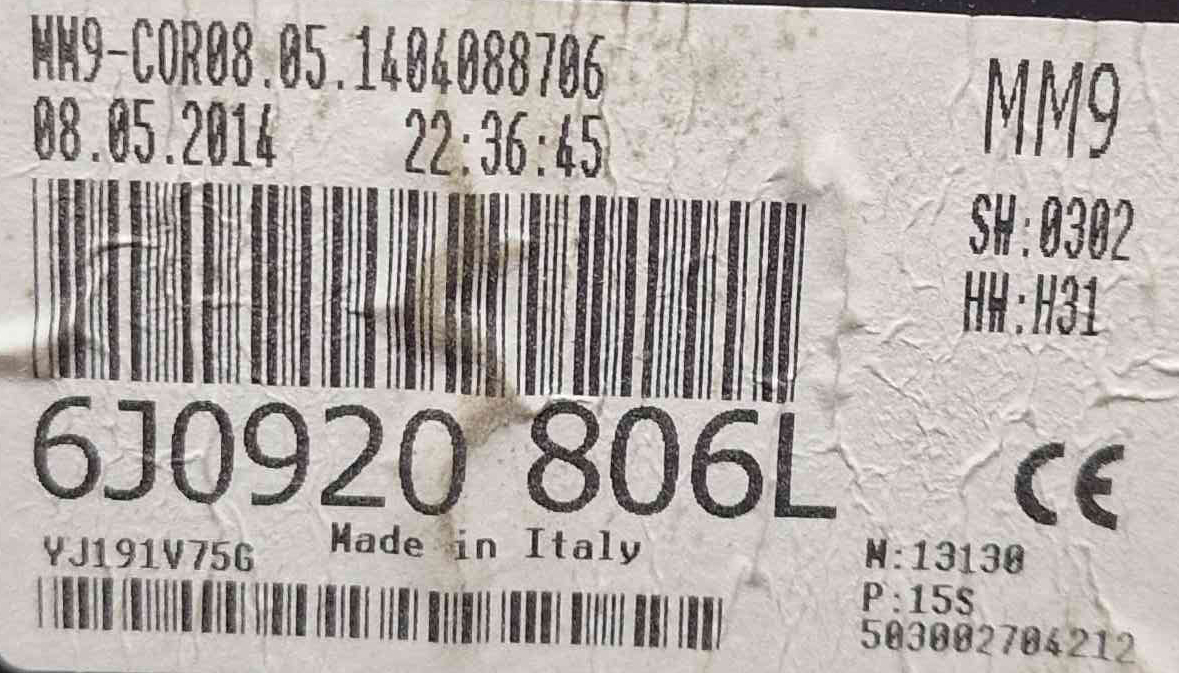 MM9-COR08.05.1404088706
08.05.2014 22:36:45
MM9
SW:0302
HW:H31
6J0920 806L
CE
YJ191V75G
Made in Italy
M:13130
P:15S
503002704212